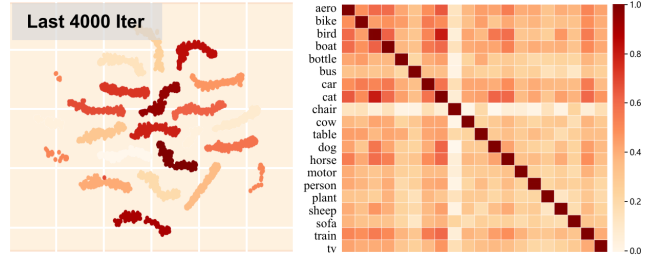 Last 4000 Iter
aero
bike
bird
boat
bottle
bus
car
cat
chair
cow
table
dog
horse
motor
person
plant
sheep
sofa
train
tv
1.0
0.8
0.6
0.4
0.2
0.0